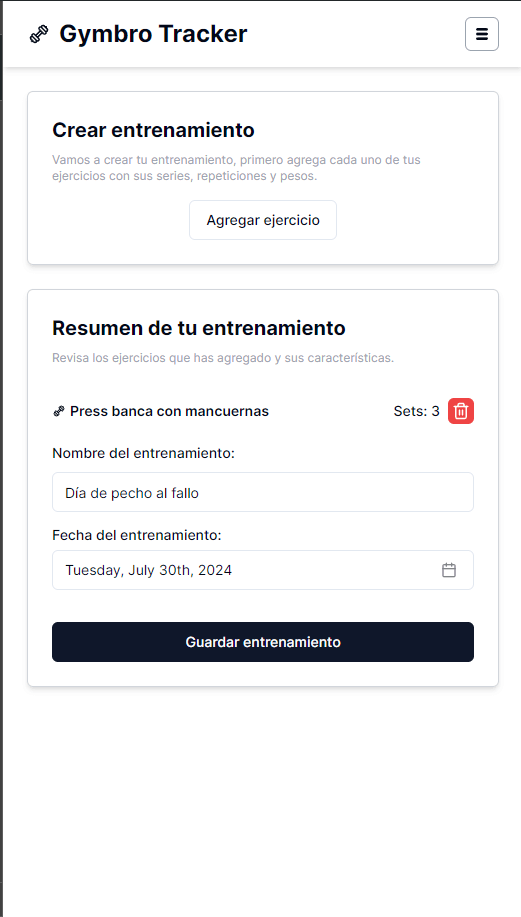 Gymbro Tracker
Crear entrenamiento
Vamos a crear tu entrenamiento, primero agrega cada uno de tus
ejercicios con sus series, repeticiones y pesos.
Agregar ejercicio
Resumen de tu entrenamiento
Revisa los ejercicios que has agregado y sus características.
Press banca con mancuernas Sets: 3
Nombre del entrenamiento:
Día de pecho al fallo
Fecha del entrenamiento:
Tuesday, July 30th, 2024
Guardar entrenamiento